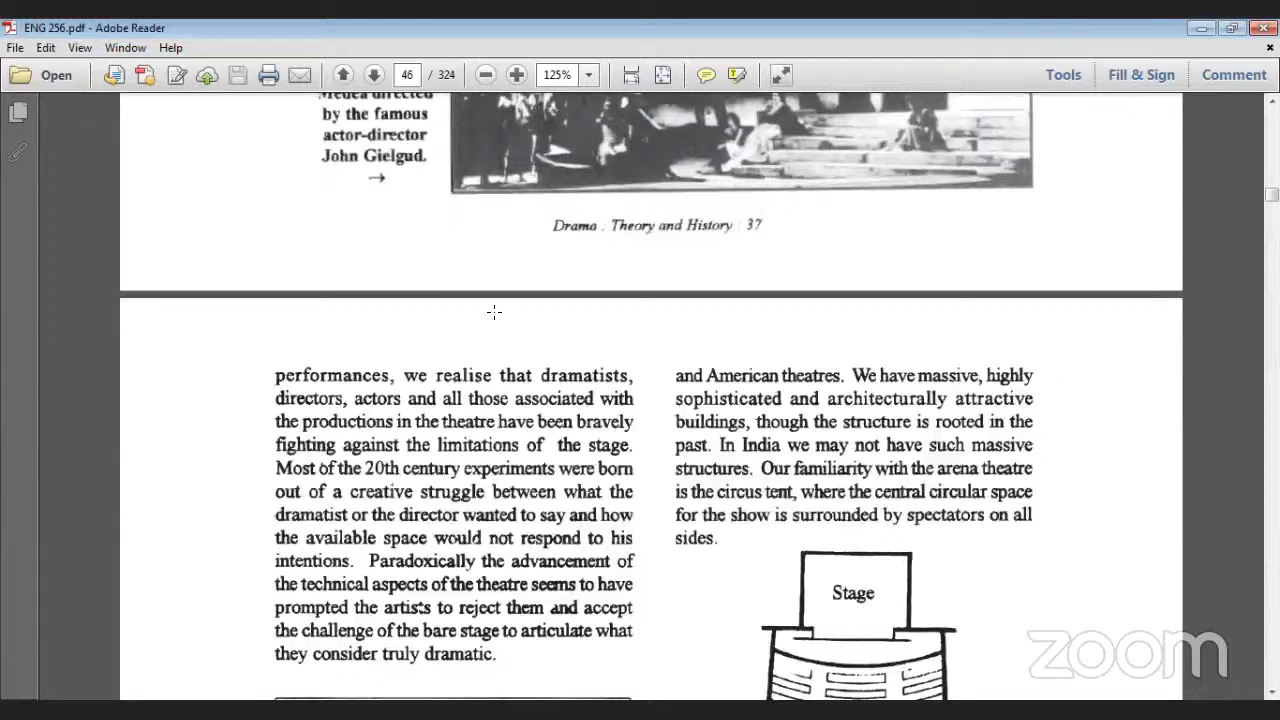 ENG 256.pdf - Adobe Reader
File Edit View Window Help
Open 46 / 324 125% Tools Fill & Sign Comment
Medea directed
by the famous
actor-director
John Gielgud.
→
Drama : Theory and History : 37
performances, we realise that dramatists,
directors, actors and all those associated with
the productions in the theatre have been bravely
fighting against the limitations of the stage.
Most of the 20th century experiments were born
out of a creative struggle between what the
dramatist or the director wanted to say and how
the available space would not respond to his
intentions. Paradoxically the advancement of
the technical aspects of the theatre seems to have
prompted the artists to reject them and accept
the challenge of the bare stage to articulate what
they consider truly dramatic.
and American theatres. We have massive, highly
sophisticated and architecturally attractive
buildings, though the structure is rooted in the
past. In India we may not have such massive
structures. Our familiarity with the arena theatre
is the circus tent, where the central circular space
for the show is surrounded by spectators on all
sides.
Stage
zoom